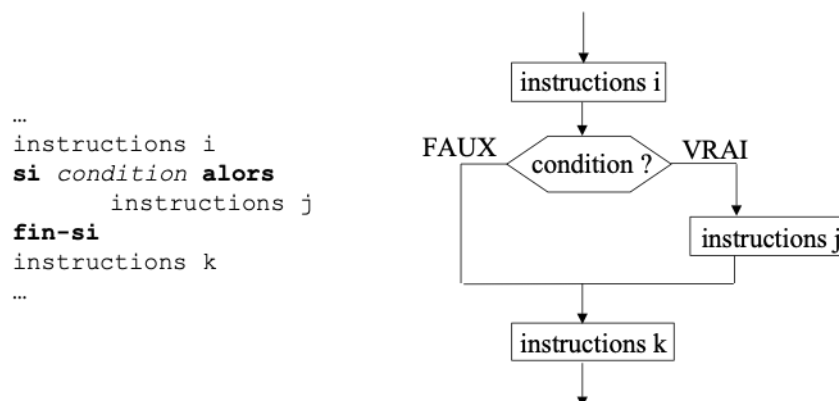 …
instructions i
si condition alors
instructions j
fin-si
instructions k
…
instructions i
FAUX
condition ?
VRAI
instructions j
instructions k